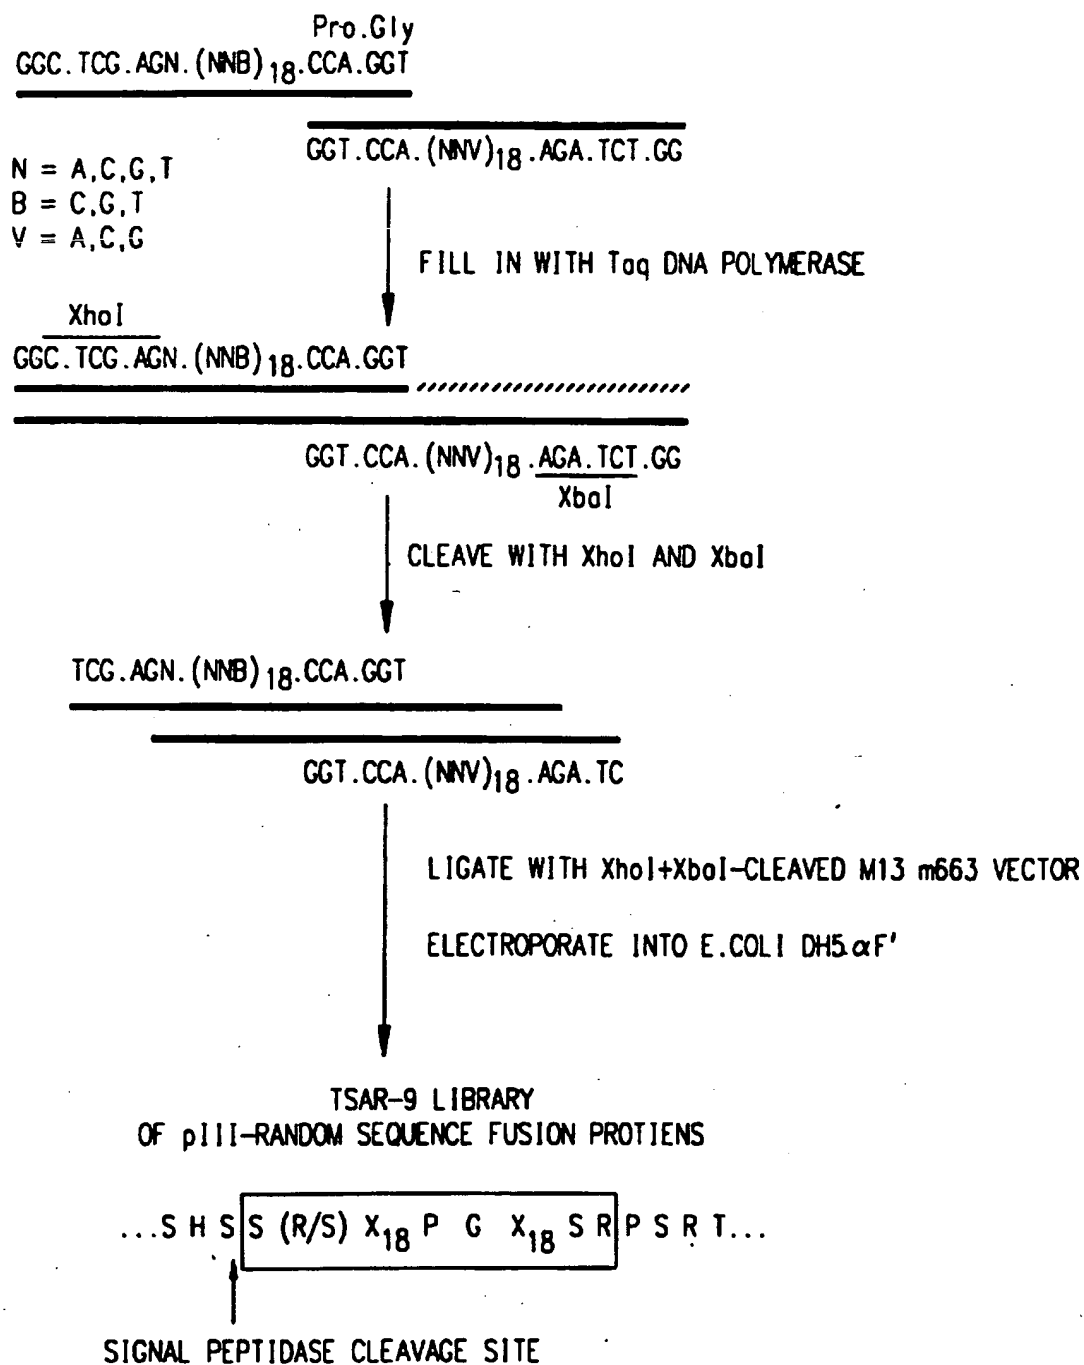 Pro.Gly
GGC.TCG.AGN.(NNB)18.CCA.GGT
GGT.CCA.(NNV)18.AGA.TCT.GG
N = A,C,G,T
B = C,G,T
V = A,C,G
FILL IN WITH Taq DNA POLYMERASE
XhoI
GGC.TCG.AGN.(NNB)18.CCA.GGT
GGT.CCA.(NNV)18.AGA.TCT.GG
XbaI
CLEAVE WITH XhoI AND XbaI
TCG.AGN.(NNB)18.CCA.GGT
GGT.CCA.(NNV)18.AGA.TC
LIGATE WITH XhoI+XbaI-CLEAVED M13 m663 VECTOR
ELECTROPORATE INTO E.COLI DH5αF'
TSAR-9 LIBRARY
OF pIII-RANDOM SEQUENCE FUSION PROTIENS
...S H S S (R/S) X18 P G X18 S R P S R T...
SIGNAL PEPTIDASE CLEAVAGE SITE